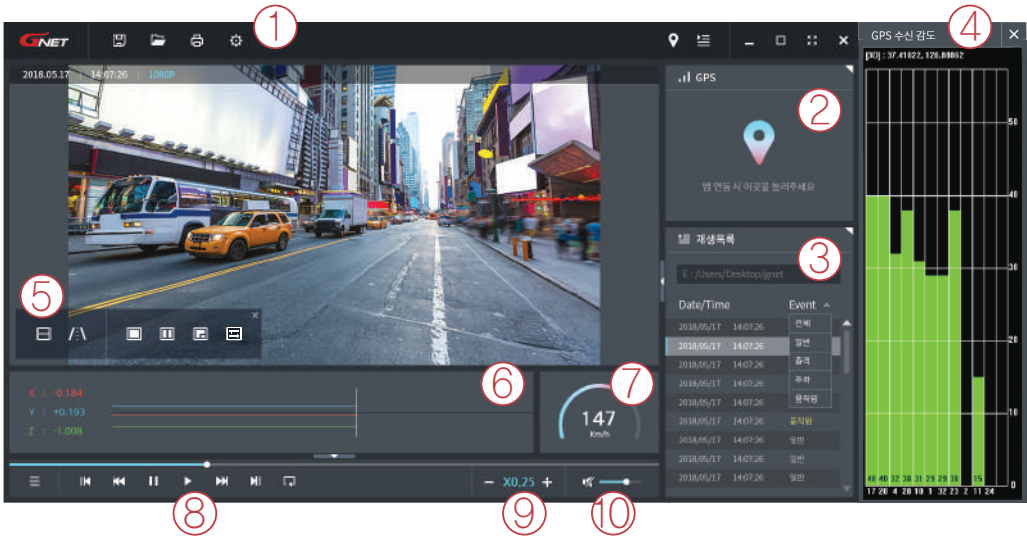 GNET
1
4
GPS 수신 감도
2018.05.17 | 14:07:26 | 1080P
GPS
2
맵 연동 시 이곳을 눌러주세요
[3D] : 37.41022, 126.88862
50
40
30
20
10
0
40 40 32 38 31 29 29 38 15
17 20 4 28 10 1 32 23 2 11 24
재생목록
3
E:/Users/Desktop/gnet
Date/Time Event
2018/05/17 14:07:26 전체
2018/05/17 14:07:26 일반
2018/05/17 14:07:26 충격
2018/05/17 14:07:26 주차
2018/05/17 14:07:26 움직임
2018/05/17 14:07:26 움직임
2018/05/17 14:07:26 일반
2018/05/17 14:07:26 일반
2018/05/17 14:07:26 일반
5
6
7
X : -0.184
Y : +0.193
Z : -1.008
147
Km/h
X0,25
8
9
10